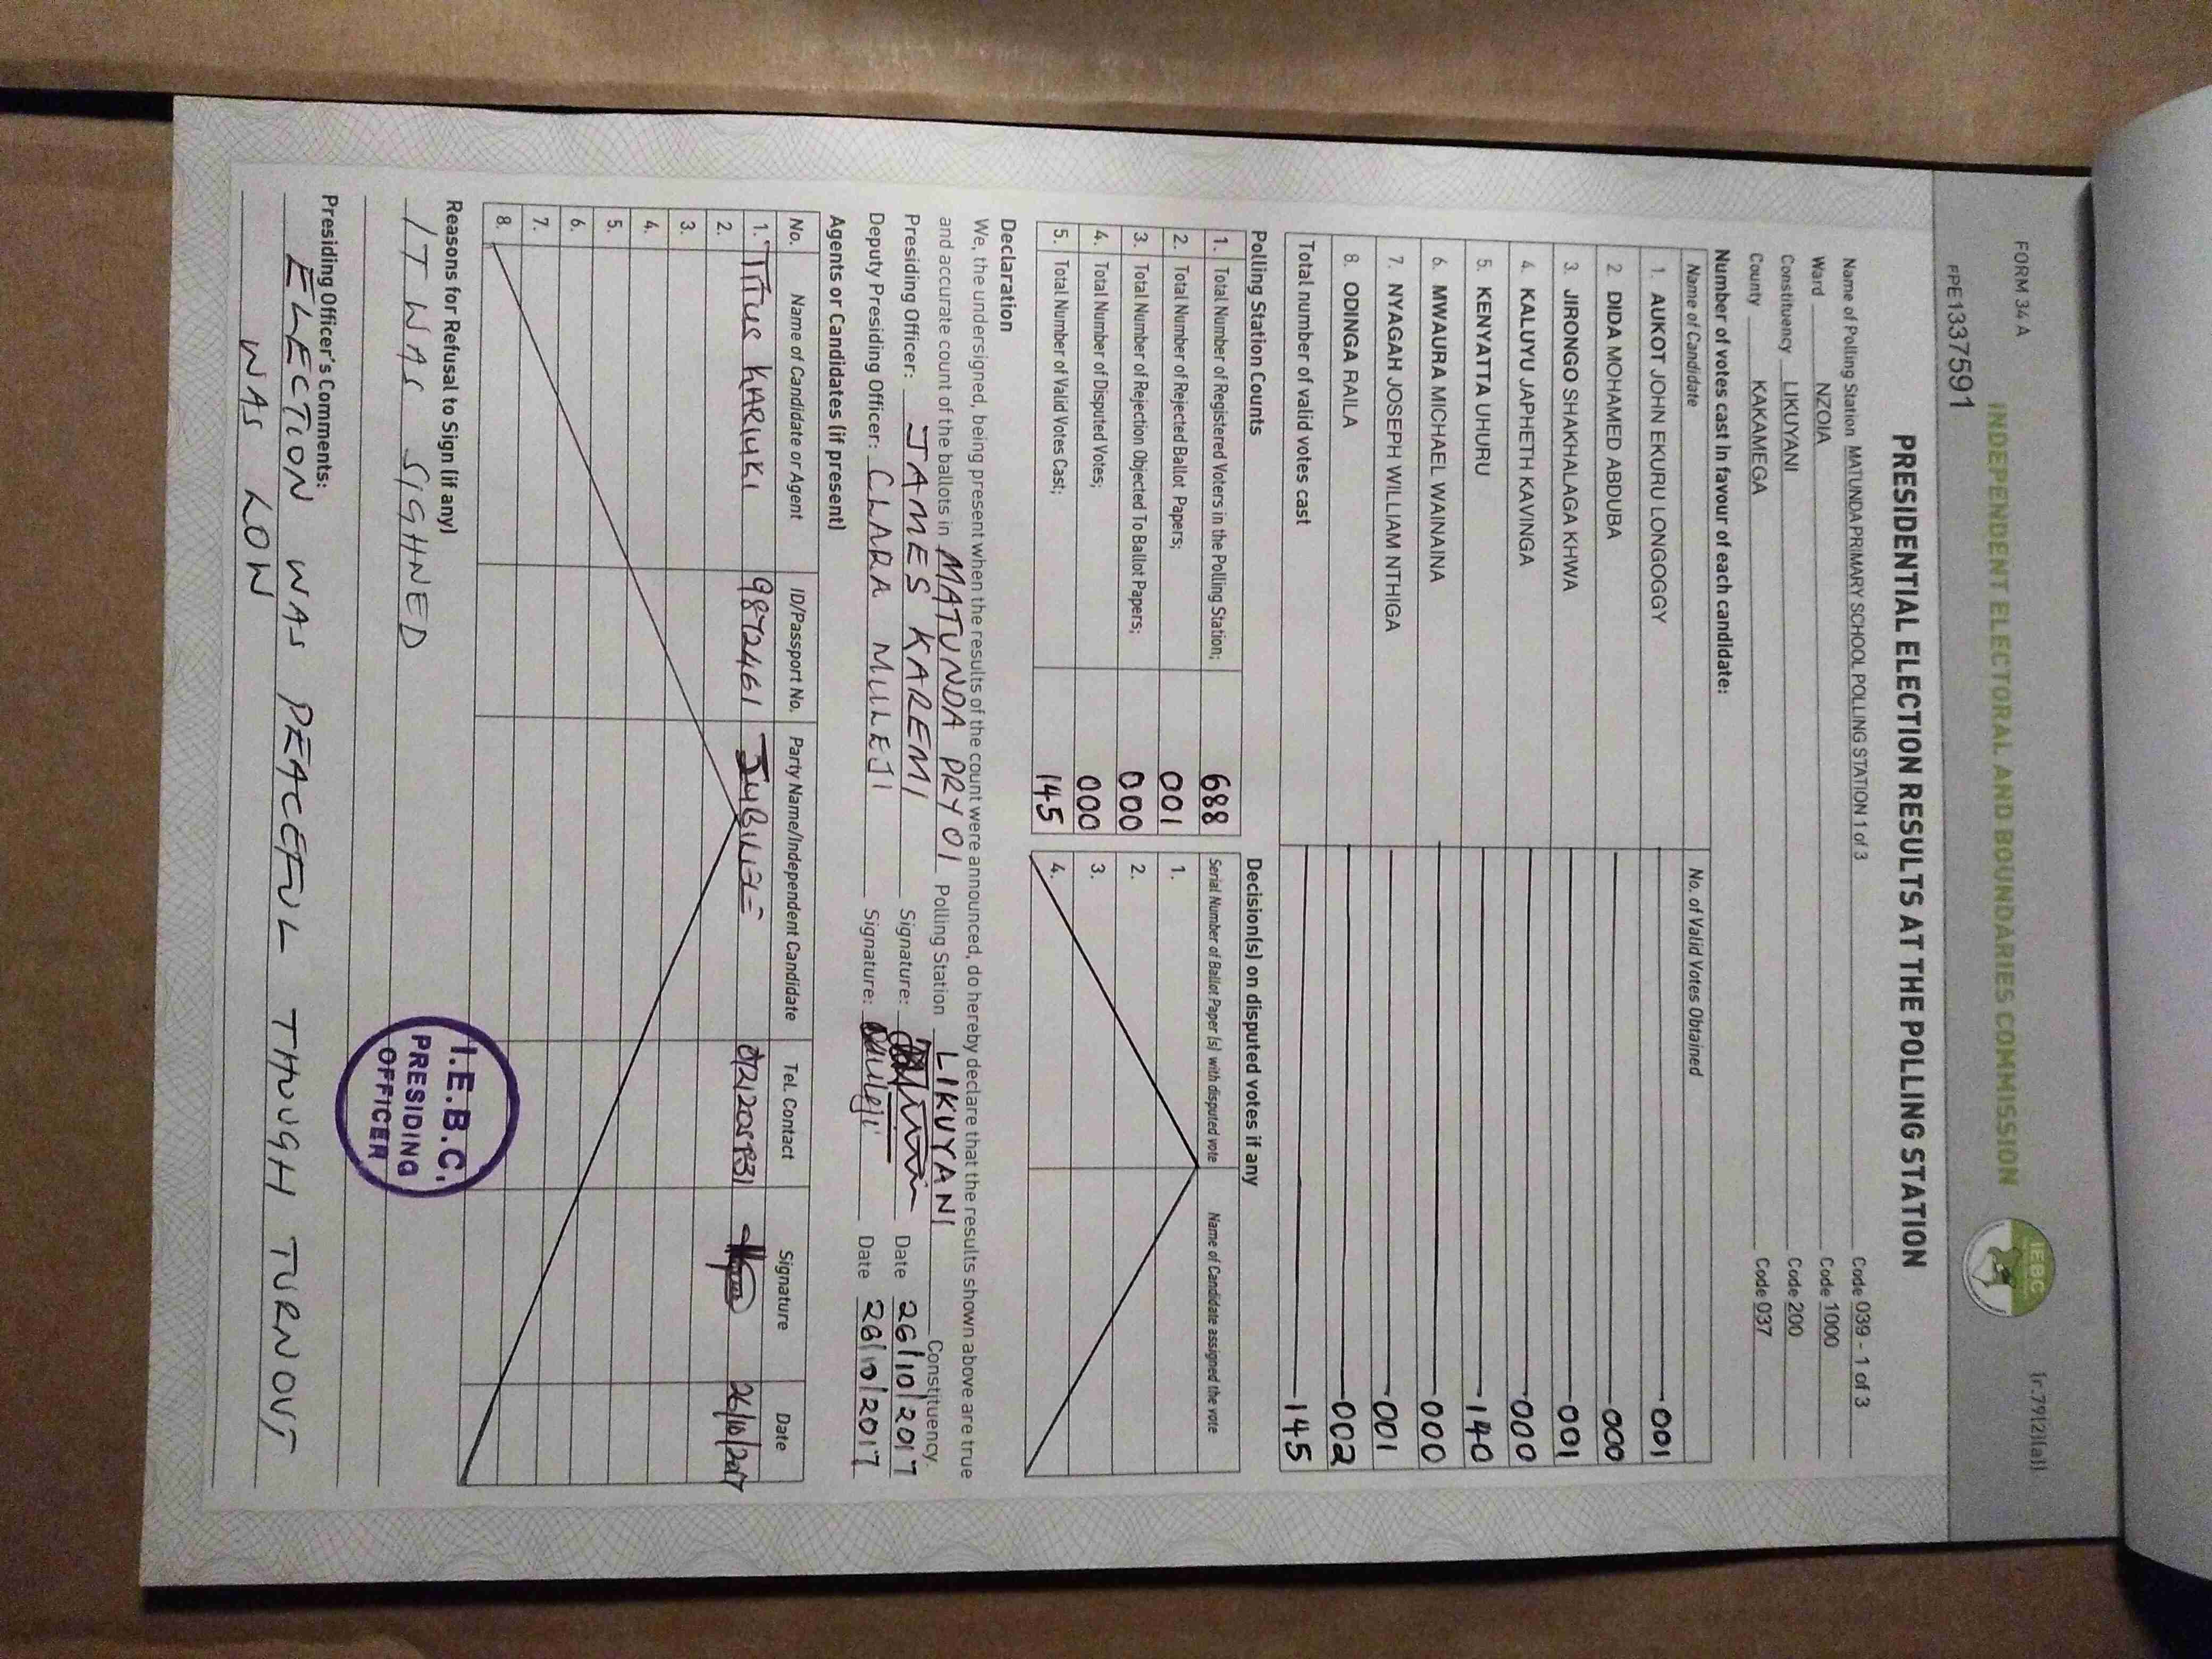 FORM 34 A
(r.79(2)(a))
INDEPENDENT ELECTORAL AND BOUNDARIES COMMISSION
IEBC
PPE133759 1
PRESIDENTIAL ELECTION RESULTS AT THE POLLING STATION
Name of Polling Station MATUNDA PRIMARY SCHOOL POLLING STATION 1 of 3 Code 039 - 1 of 3
Ward NZOIA Code 1000
Constituency LIKUYANI Code 200
County KAKAMEGA Code 037
Number of votes cast in favour of each candidate:
Name of Candidate No. of Valid Votes Obtained
1. AUKOT JOHN EKURU LONGOGGY 001
2. DIDA MOHAMED ABDUBA 000
3. JIRONGO SHAKHALAGA KHWA 001
4. KALUYU JAPHETH KAVINGA 000
5. KENYATTA UHURU 140
6. MWAURA MICHAEL WAINAINA 000
7. NYAGAH JOSEPH WILLIAM NTHIGA 001
8. ODINGA RAILA 002
Total number of valid votes cast 145
Polling Station Counts
1. Total Number of Registered Voters in the Polling Station; 688
2. Total Number of Rejected Ballot Papers; 001
3. Total Number of Rejection Objected To Ballot Papers; 000
4. Total Number of Disputed Votes; 000
5. Total Number of Valid Votes Cast; 145
Decision(s) on disputed votes if any
Serial Number of Ballot Paper (s) with disputed vote Name of Candidate assigned the vote
1.
2.
3.
4.
Declaration
We, the undersigned, being present when the results of the count were announced, do hereby declare that the results shown above are true
and accurate count of the ballots in MATUNDA PRY 01 Polling Station LIKUYANI Constituency.
Presiding Officer: JAMES KAREMI Signature: Date 26/10/2017
Deputy Presiding Officer: CLARA MULEJI Signature: Muleji Date 26/10/2017
Agents or Candidates (if present)
No. Name of Candidate or Agent ID/Passport No. Party Name/Independent Candidate Tel. Contact Signature Date
1. Titus KARIUKI 9872461 JUBILEE 26/10/2017
2.
3.
4.
5.
6.
7.
8.
Reasons for Refusal to Sign (if any)
IT WAS SIGHNED
I.E.B.C.
PRESIDING
OFFICER
Presiding Officer's Comments:
ELECTION WAS PEACEFUL THOUGH TURNOUT
WAS LOW